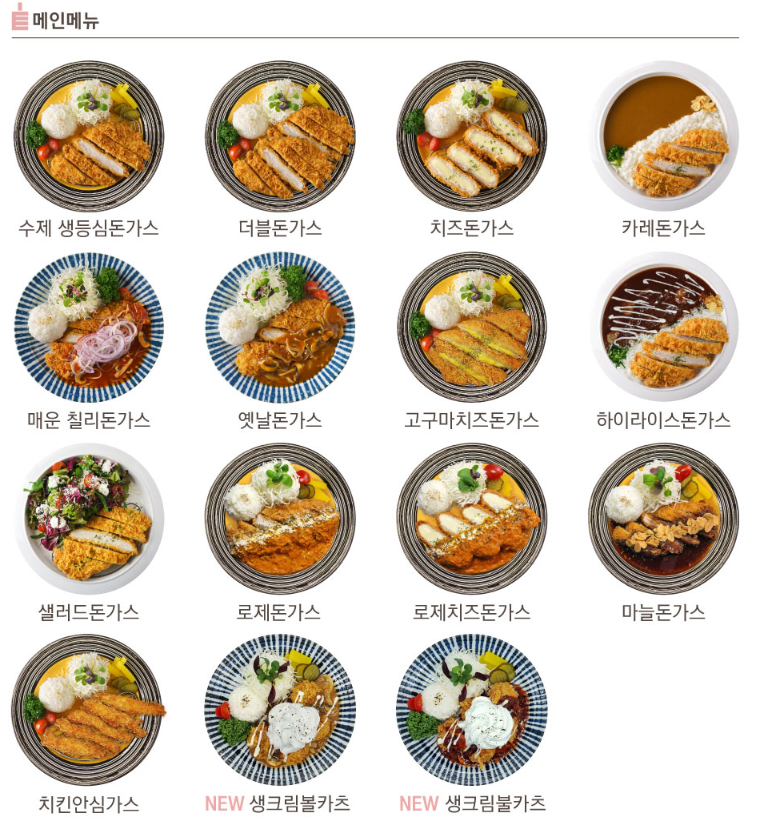 메인메뉴
수제 생등심돈가스
더블돈가스
치즈돈가스
카레돈가스
매운 칠리돈가스
옛날돈가스
고구마치즈돈가스
하이라이스돈가스
샐러드돈가스
로제돈가스
로제치즈돈가스
마늘돈가스
치킨안심가스
NEW 생크림볼카츠
NEW 생크림불카츠